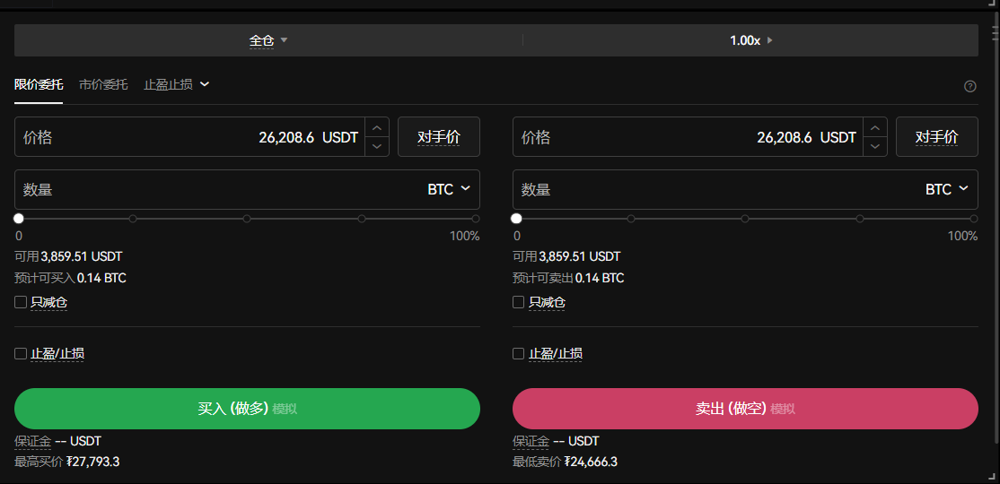 全仓 1.00x
限价委托 市价委托 止盈止损
价格 26,208.6 USDT 对手价
数量 BTC
0 100%
可用 3,859.51 USDT
预计可买入 0.14 BTC
只减仓
止盈/止损
买入 (做多) 模拟
保证金 -- USDT
最高买价 ₮27,793.3
价格 26,208.6 USDT 对手价
数量 BTC
0 100%
可用 3,859.51 USDT
预计可卖出 0.14 BTC
只减仓
止盈/止损
卖出 (做空) 模拟
保证金 -- USDT
最低卖价 ₮24,666.3